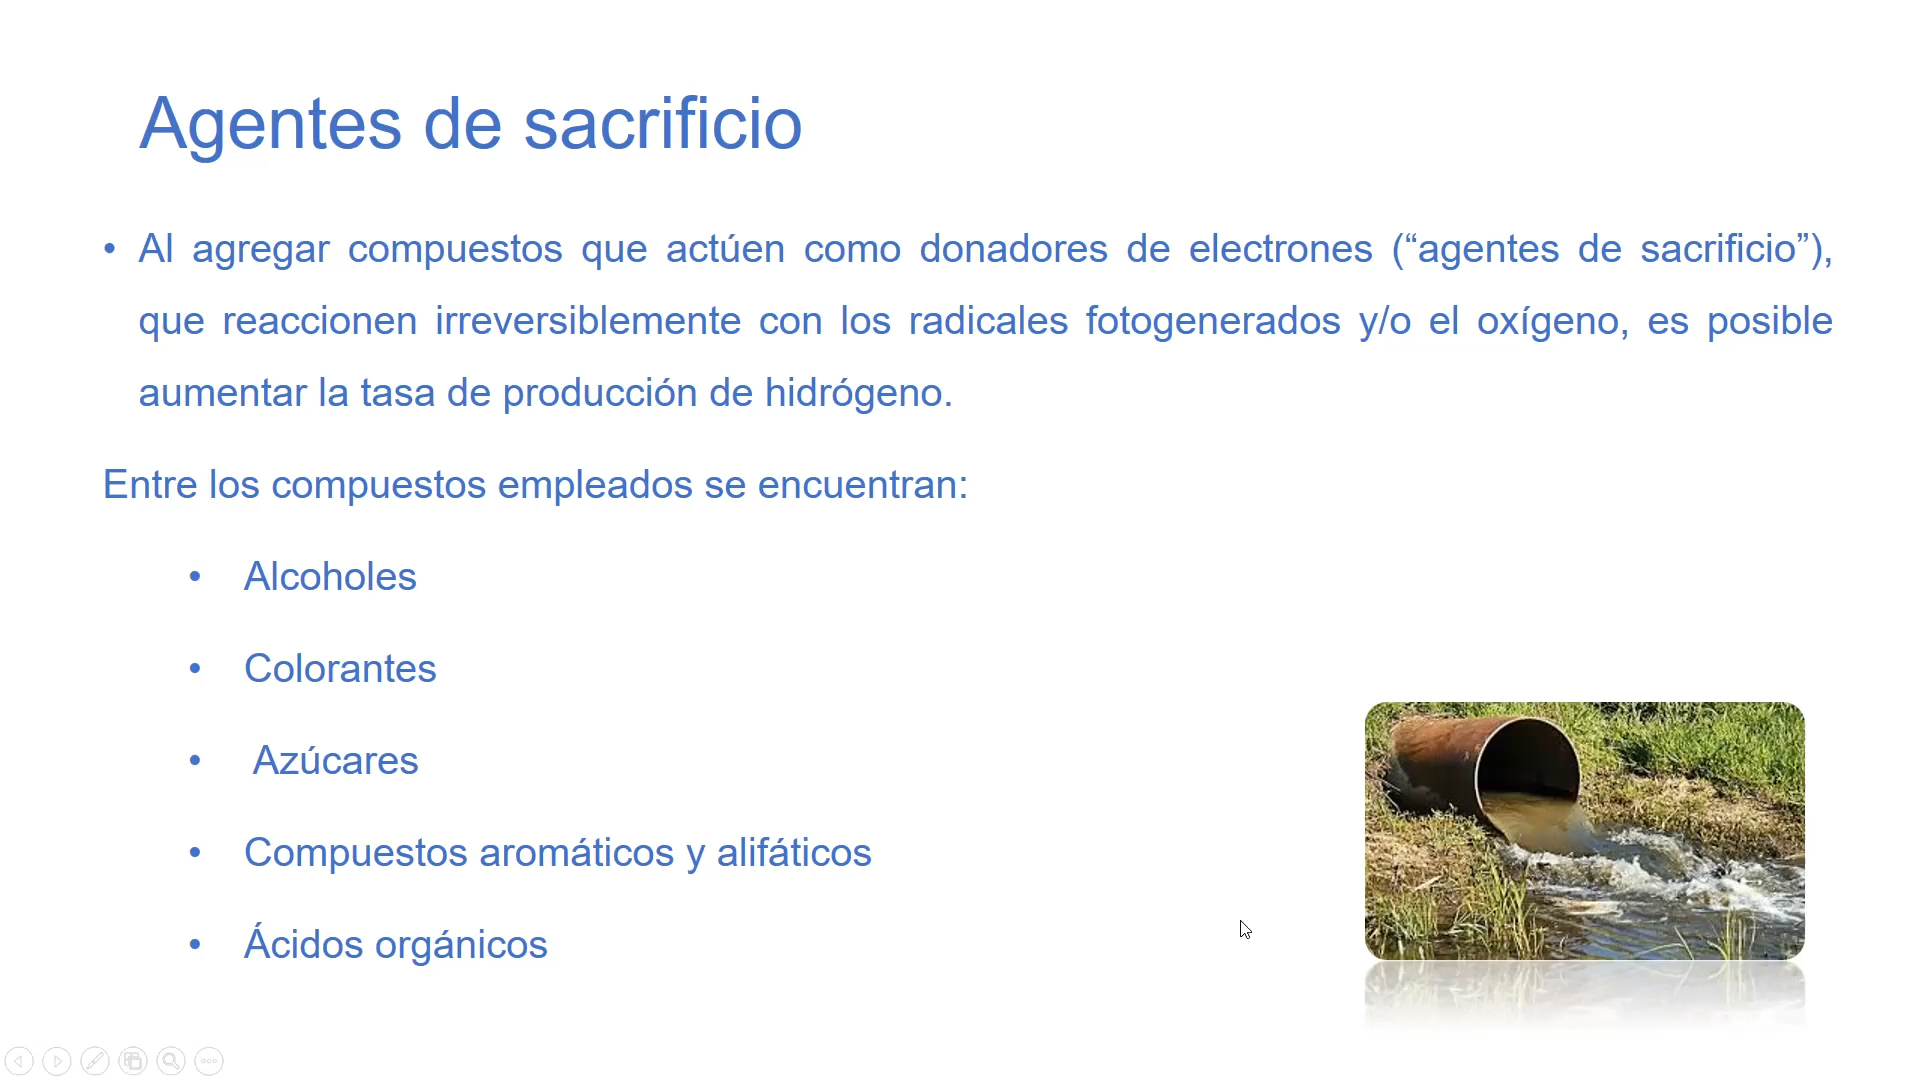 Agentes de sacrificio
• Al agregar compuestos que actúen como donadores de electrones (“agentes de sacrificio”),
que reaccionen irreversiblemente con los radicales fotogenerados y/o el oxígeno, es posible
aumentar la tasa de producción de hidrógeno.
Entre los compuestos empleados se encuentran:
• Alcoholes
• Colorantes
• Azúcares
• Compuestos aromáticos y alifáticos
• Ácidos orgánicos